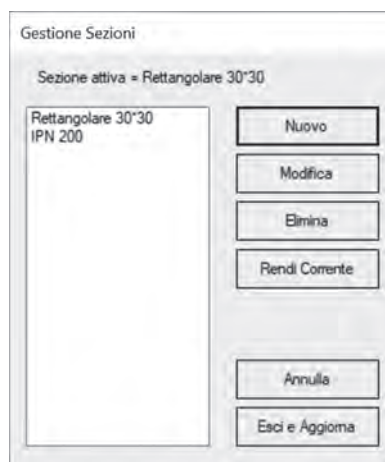 Gestione Sezioni
Sezione attiva = Rettangolare 30*30
Rettangolare 30*30
IPN 200
Nuovo
Modifica
Elimina
Rendi Corrente
Annulla
Esci e Aggiorna